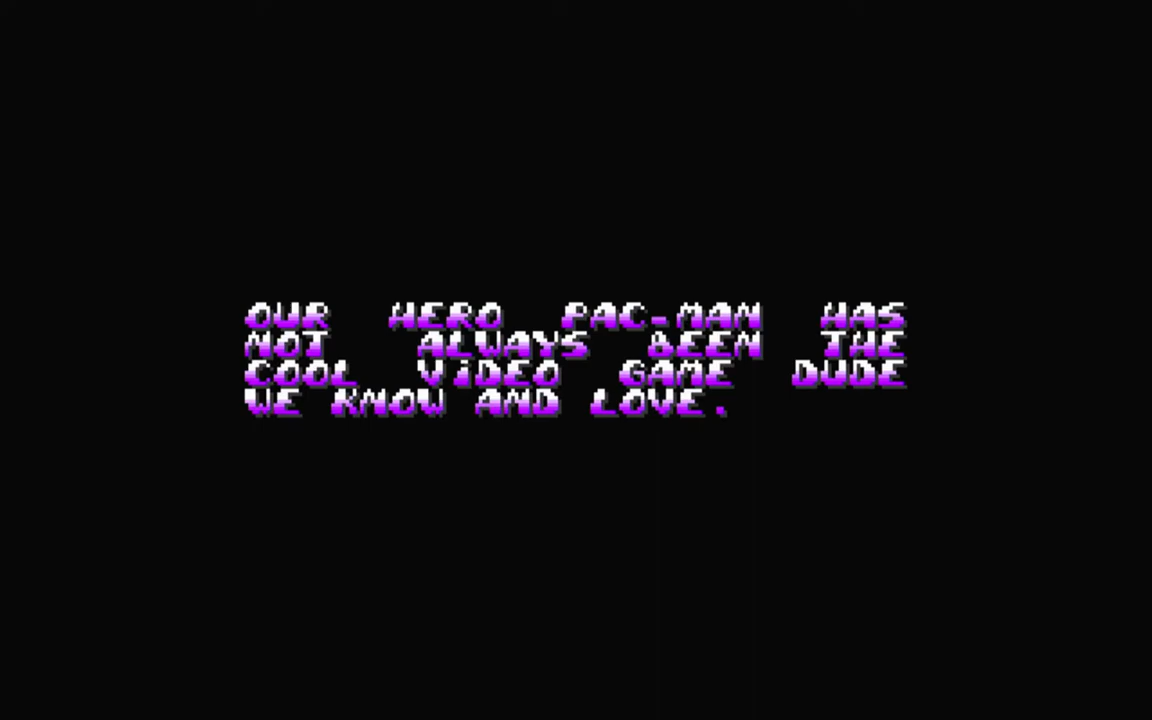 OUR HERO PAC-MAN HAS
NOT ALWAYS BEEN THE
COOL ViDEO GAME DUDE
WE KNOW AND LOVE.